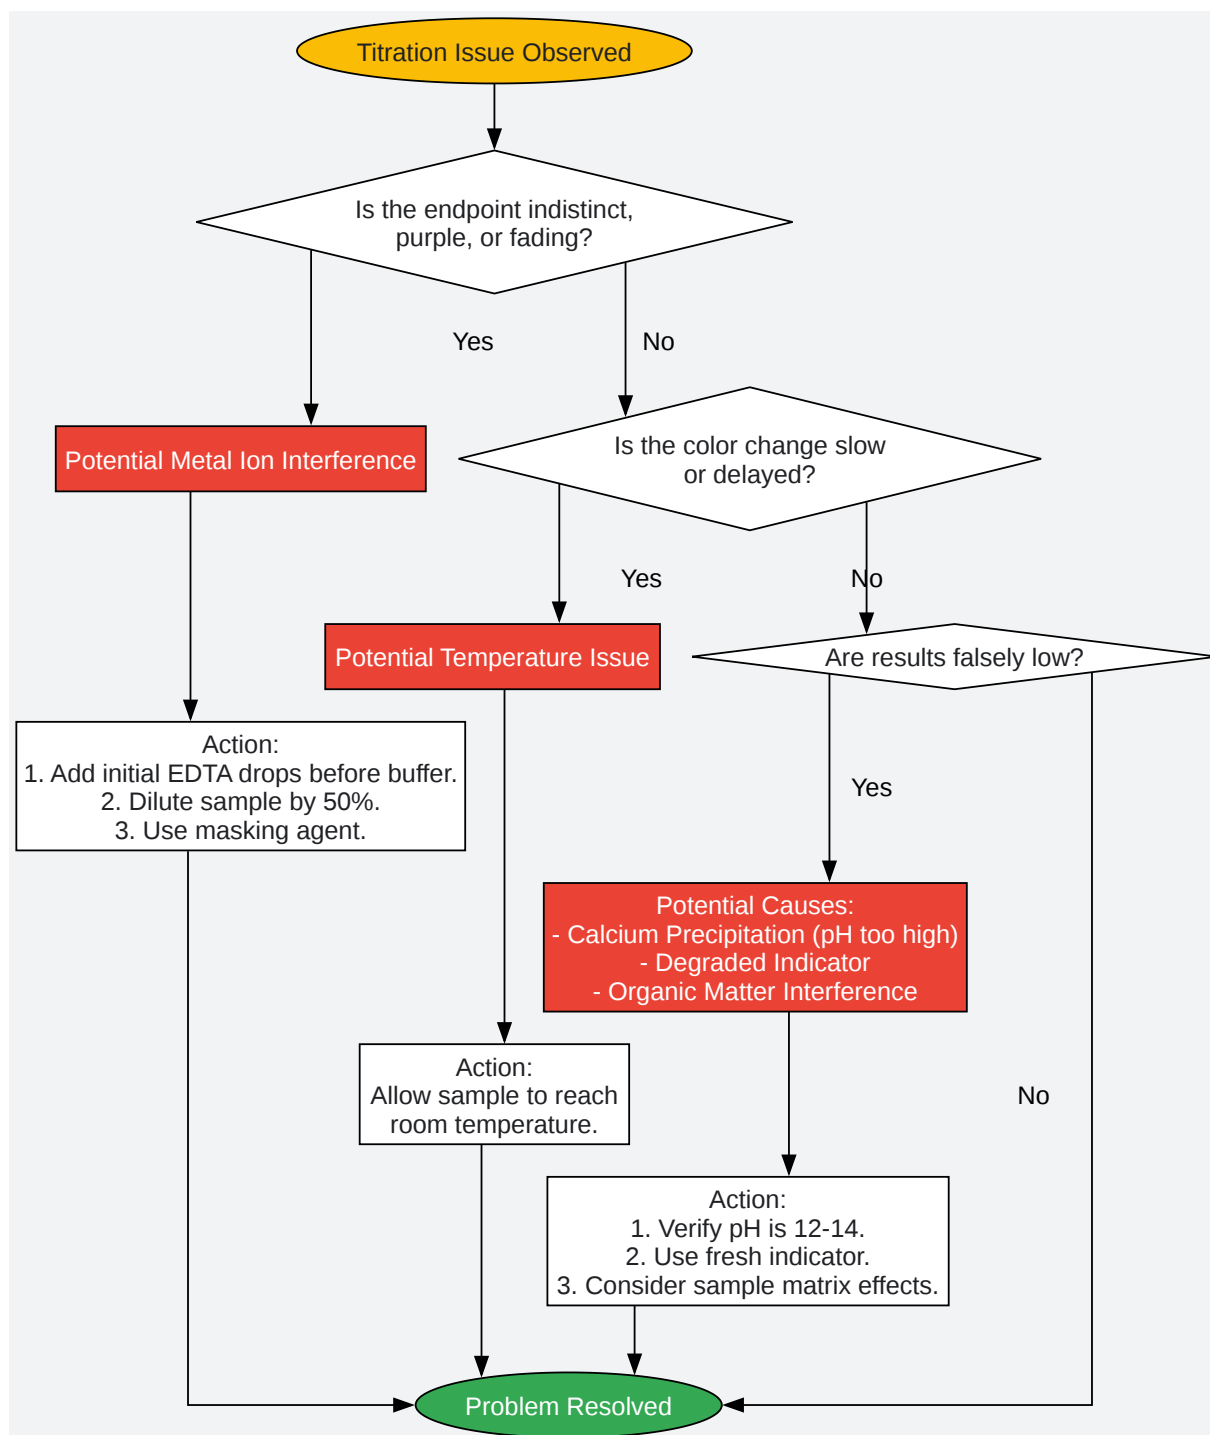 Titration Issue Observed
Is the endpoint indistinct,
purple, or fading?
Yes
No
Potential Metal Ion Interference
Is the color change slow
or delayed?
Yes
No
Potential Temperature Issue
Are results falsely low?
Action:
1. Add initial EDTA drops before buffer.
2. Dilute sample by 50%.
3. Use masking agent.
Yes
Potential Causes:
- Calcium Precipitation (pH too high)
- Degraded Indicator
- Organic Matter Interference
Action:
Allow sample to reach
room temperature.
No
Action:
1. Verify pH is 12-14.
2. Use fresh indicator.
3. Consider sample matrix effects.
Problem Resolved